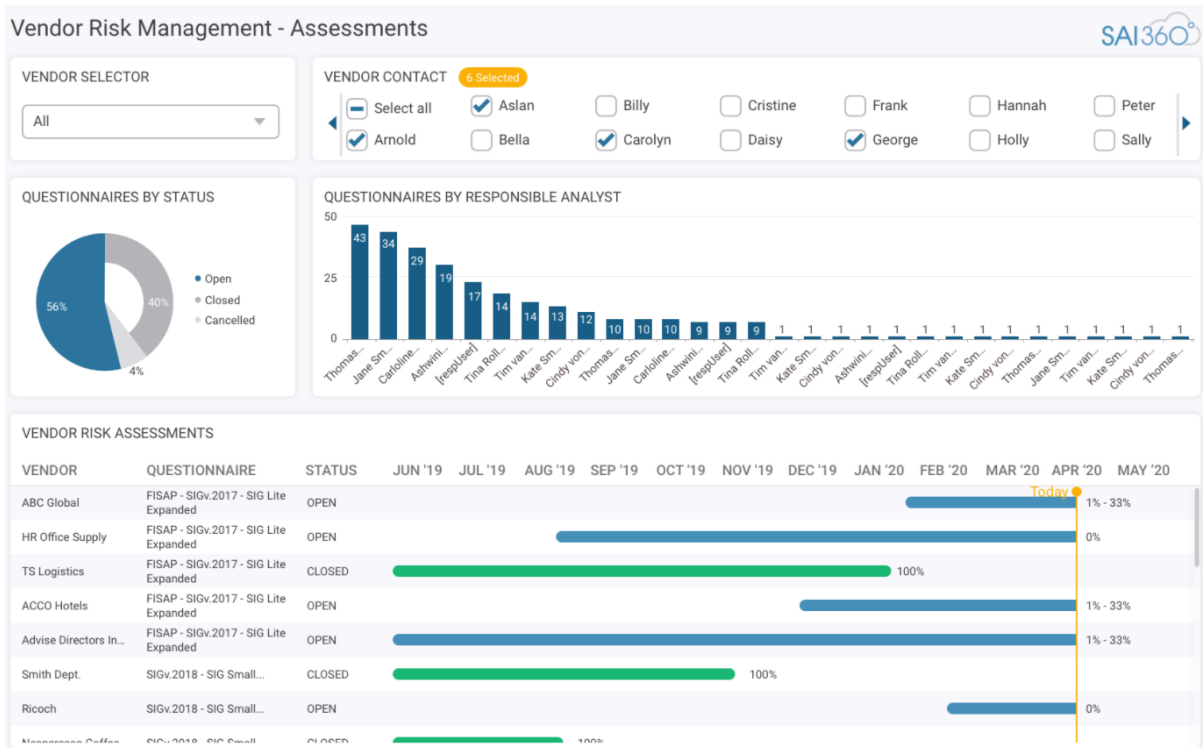 Vendor Risk Management - Assessments
SAI360°
VENDOR SELECTOR
All
VENDOR CONTACT 6 Selected
Select all Aslan Billy Cristine Frank Hannah Peter
Arnold Bella Carolyn Daisy George Holly Sally
QUESTIONNAIRES BY STATUS
56%
40%
4%
Open
Closed
Cancelled
QUESTIONNAIRES BY RESPONSIBLE ANALYST
50
25
0
43 34 29 19 17 14 14 13 12 10 10 10 9 9 9 1 1 1 1 1 1 1 1 1 1 1 1 1 1
Thomas... Jane Sm... Carloline... Ashwini... [respUser] Tina Roll... Tim van... Kate Sm... Cindy von... Thomas... Jane Sm... Carloline... Ashwini... [respUser] Tina Roll... Tim van... Kate Sm... Cindy von... Ashwini... [respUser] Tina Roll... Tim van... Kate Sm... Cindy von... Thomas... Jane Sm... Tim van... Kate Sm... Cindy von... Thomas...
VENDOR RISK ASSESSMENTS
VENDOR QUESTIONNAIRE STATUS JUN '19 JUL '19 AUG '19 SEP '19 OCT '19 NOV '19 DEC '19 JAN '20 FEB '20 MAR '20 APR '20 MAY '20
Today
ABC Global FISAP - SIGv.2017 - SIG Lite OPEN 1% - 33%
Expanded
HR Office Supply FISAP - SIGv.2017 - SIG Lite OPEN 0%
Expanded
TS Logistics FISAP - SIGv.2017 - SIG Lite CLOSED 100%
Expanded
ACCO Hotels FISAP - SIGv.2017 - SIG Lite OPEN 1% - 33%
Expanded
Advise Directors In... FISAP - SIGv.2017 - SIG Lite OPEN 1% - 33%
Expanded
Smith Dept. SIGv.2018 - SIG Small... CLOSED 100%
Ricoch SIGv.2018 - SIG Small... OPEN 0%
SIGv.2018 - SIG Small... CLOSED 100%